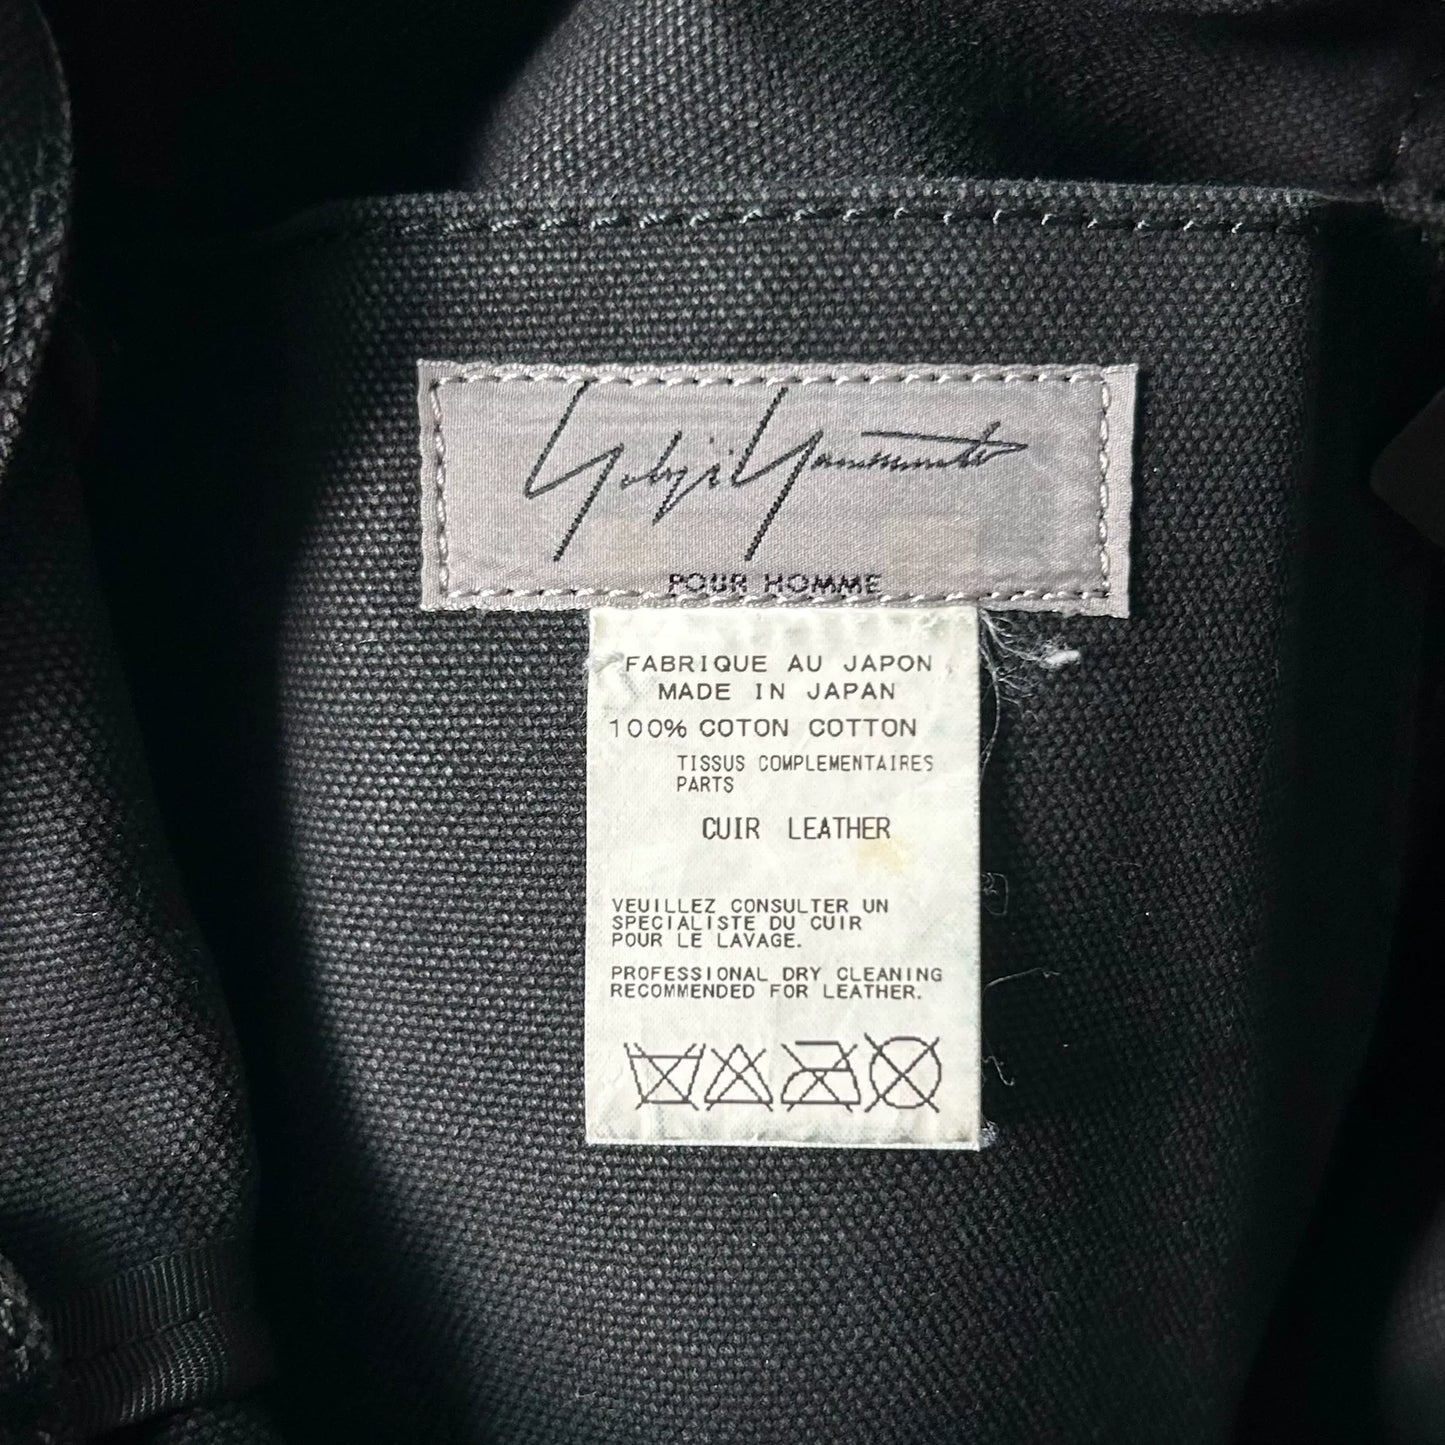 Yohji Yamamoto
POUR HOMME
FABRIQUE AU JAPON
MADE IN JAPAN
100% COTON COTTON
TISSUS COMPLEMENTAIRES
PARTS
CUIR LEATHER
VEUILLEZ CONSULTER UN
SPECIALISTE DU CUIR
POUR LE LAVAGE.
PROFESSIONAL DRY CLEANING
RECOMMENDED FOR LEATHER.